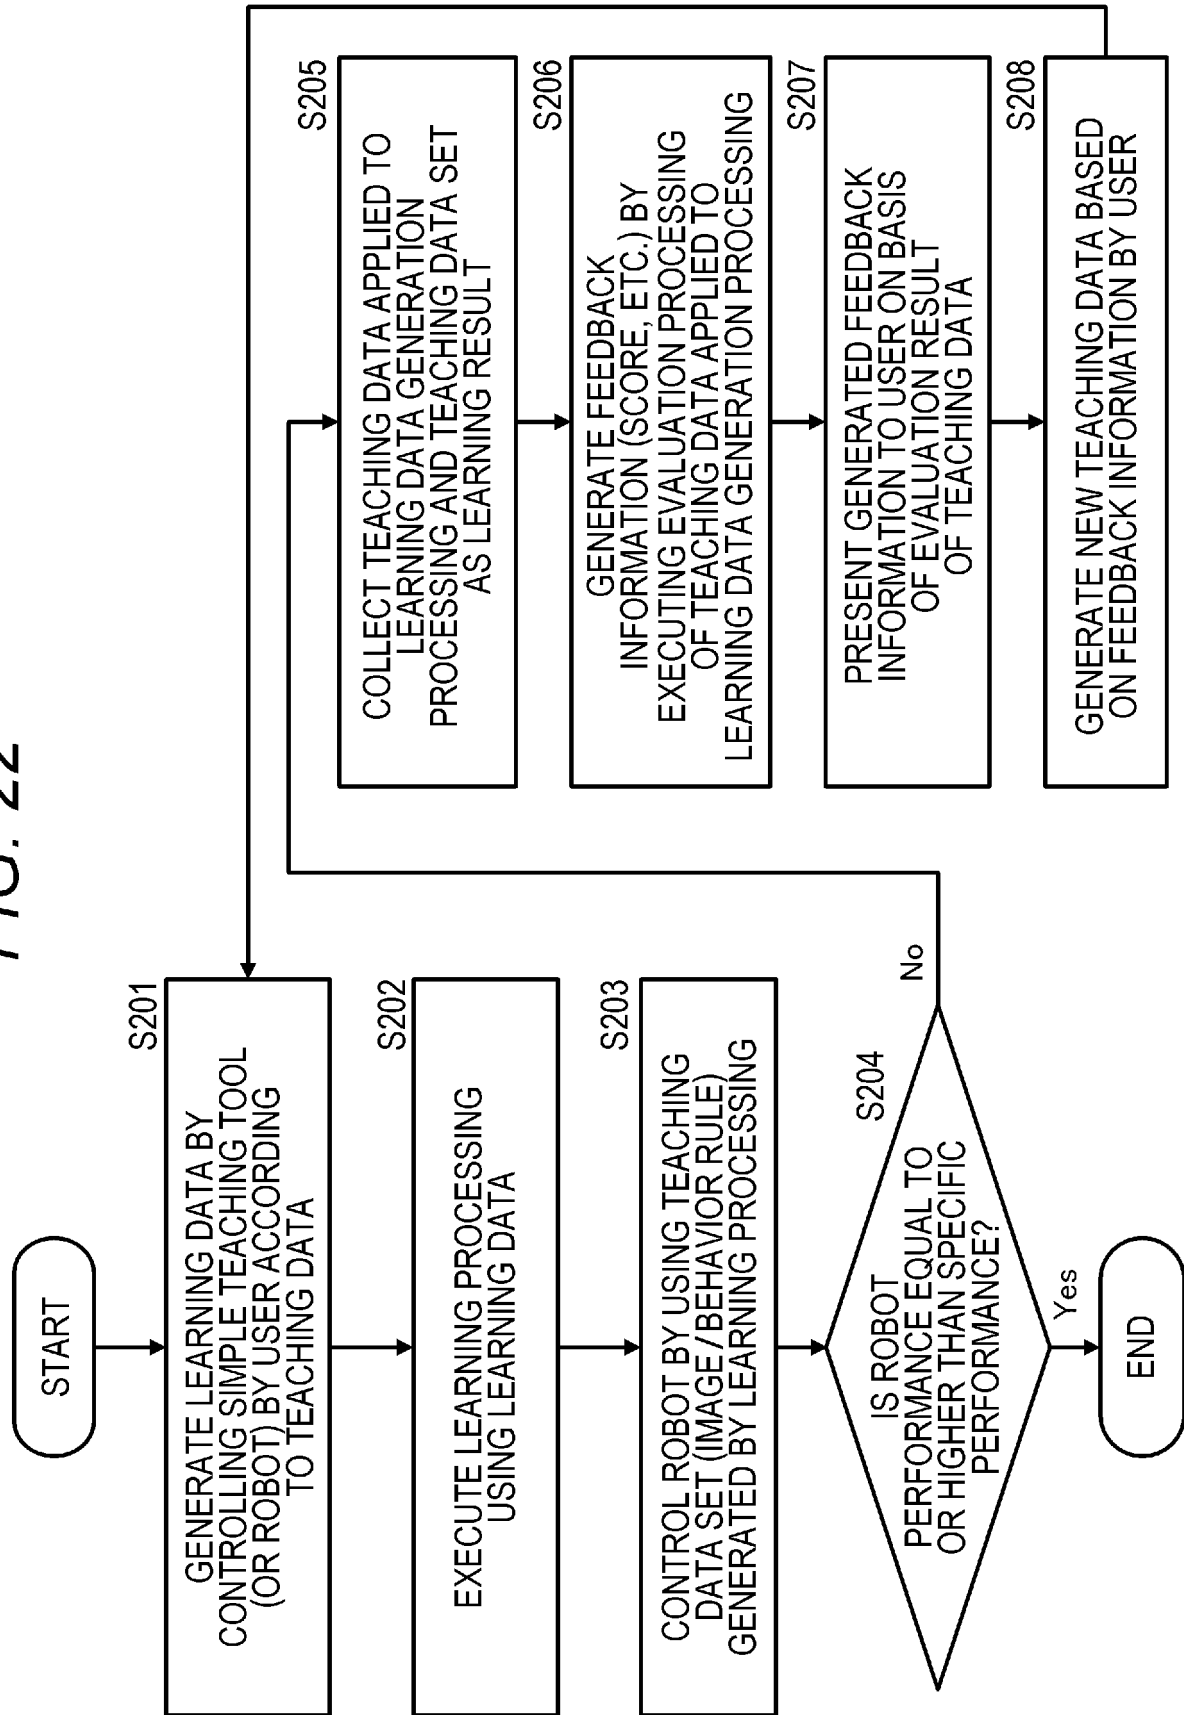 FIG. 22
START
S201
GENERATE LEARNING DATA BY
CONTROLLING SIMPLE TEACHING TOOL
(OR ROBOT) BY USER ACCORDING
TO TEACHING DATA
S202
EXECUTE LEARNING PROCESSING
USING LEARNING DATA
S203
CONTROL ROBOT BY USING TEACHING
DATA SET (IMAGE/BEHAVIOR RULE)
GENERATED BY LEARNING PROCESSING
S204
IS ROBOT
PERFORMANCE EQUAL TO
OR HIGHER THAN SPECIFIC
PERFORMANCE?
No
Yes
END
S205
COLLECT TEACHING DATA APPLIED TO
LEARNING DATA GENERATION
PROCESSING AND TEACHING DATA SET
AS LEARNING RESULT
S206
GENERATE FEEDBACK
INFORMATION (SCORE, ETC.) BY
EXECUTING EVALUATION PROCESSING
OF TEACHING DATA APPLIED TO
LEARNING DATA GENERATION PROCESSING
S207
PRESENT GENERATED FEEDBACK
INFORMATION TO USER ON BASIS
OF EVALUATION RESULT
OF TEACHING DATA
S208
GENERATE NEW TEACHING DATA BASED
ON FEEDBACK INFORMATION BY USER